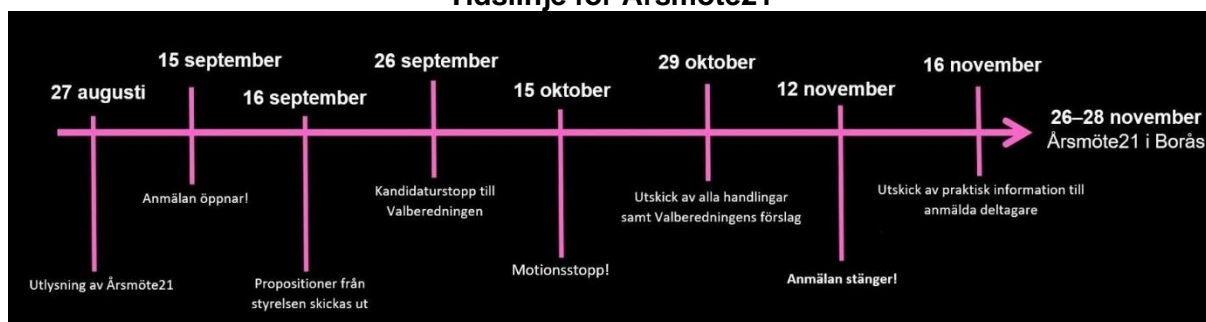 Tidslinje för Årsmöte21
27 augusti
15 september
16 september
26 september
15 oktober
29 oktober
12 november
16 november
26–28 november
Årsmöte21 i Borås
Utlysning av Årsmöte21
Anmälan öppnar!
Propositioner från
styrelsen skickas ut
Kandidaturstopp till
Valberedningen
Motionsstopp!
Utskick av alla handlingar
samt Valberedningens förslag
Anmälan stänger!
Utskick av praktisk information till
anmälda deltagare